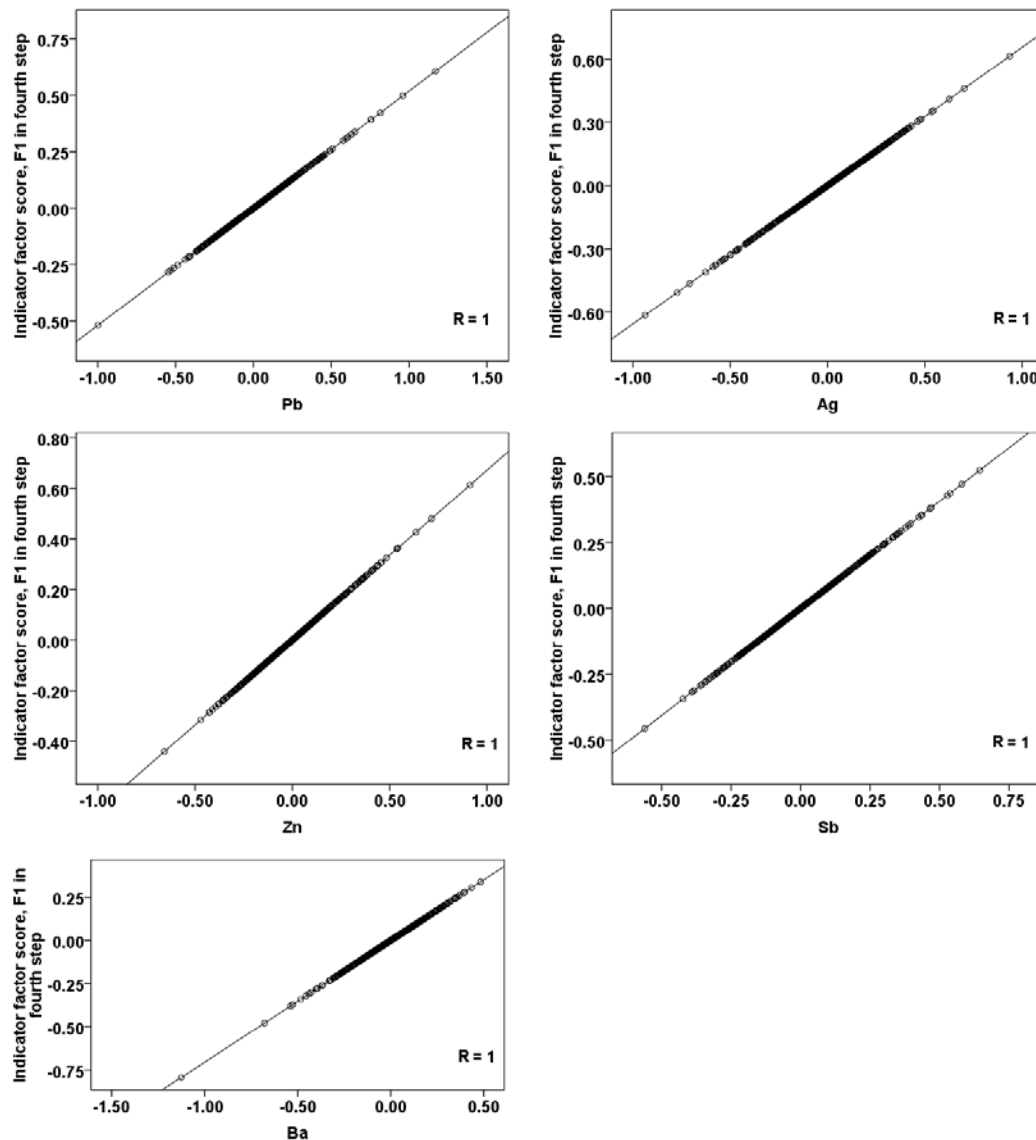 Indicator factor score, F1 in fourth step
0.75
0.50
0.25
0.00
-0.25
-0.50
R = 1
-1.00 -0.50 0.00 0.50 1.00 1.50
Pb
Indicator factor score, F1 in fourth step
0.60
0.30
0.00
-0.30
-0.60
R = 1
-1.00 -0.50 0.00 0.50 1.00
Ag
Indicator factor score, F1 in fourth step
0.80
0.60
0.40
0.20
0.00
-0.20
-0.40
R = 1
-1.00 -0.50 0.00 0.50 1.00
Zn
Indicator factor score, F1 in fourth step
0.50
0.25
0.00
-0.25
-0.50
R = 1
-0.50 -0.25 0.00 0.25 0.50 0.75
Sb
Indicator factor score, F1 in
fourth step
0.25
0.00
-0.25
-0.50
-0.75
R = 1
-1.50 -1.00 -0.50 0.00 0.50
Ba